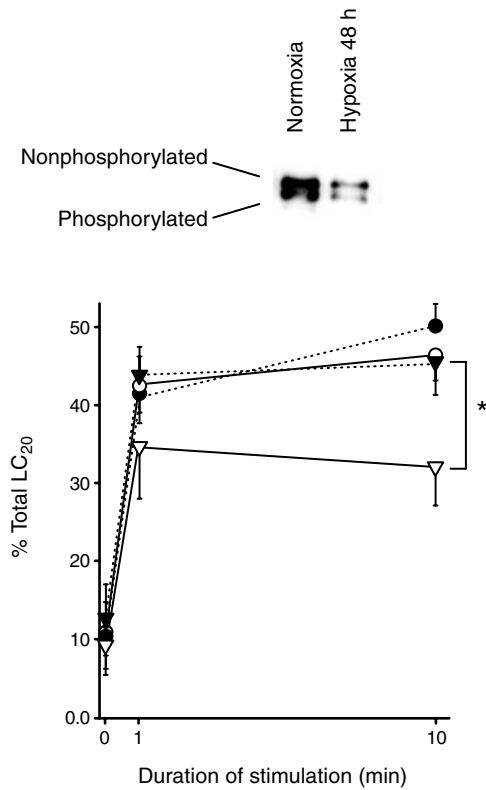 Normoxia
Hypoxia 48 h
Nonphosphorylated
Phosphorylated
50
40
30
20
10
0.0
% Total LC20
*
0 1 10
Duration of stimulation (min)